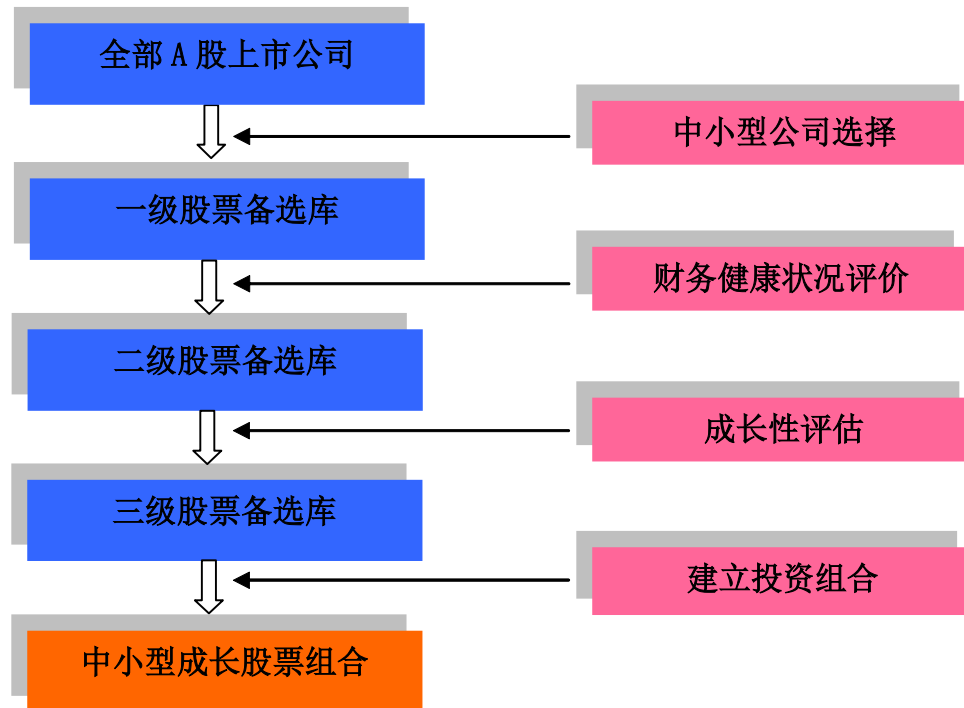 全部 A 股上市公司
中小型公司选择
一级股票备选库
财务健康状况评价
二级股票备选库
成长性评估
三级股票备选库
建立投资组合
中小型成长股票组合